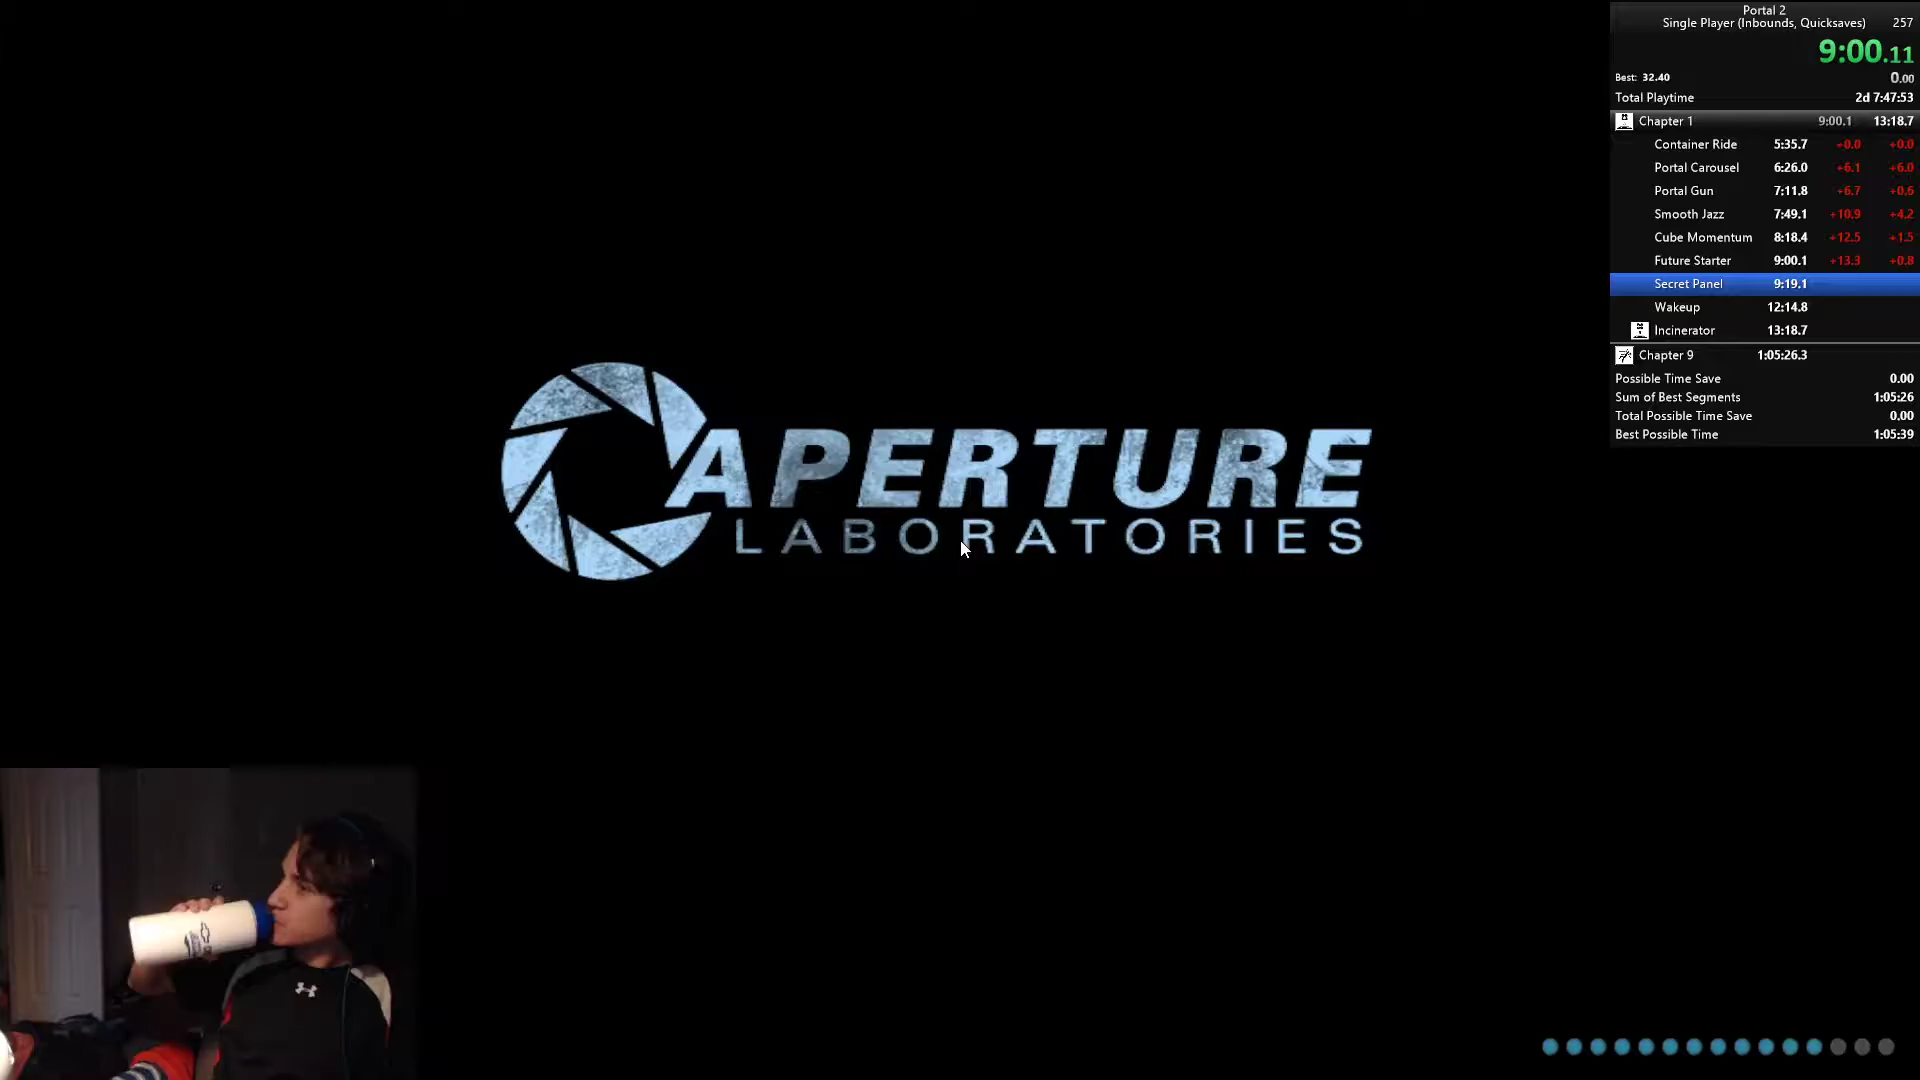 Portal 2
Single Player (Inbounds, Quicksaves) 257
9:00.11
Best: 32.40 0.00
Total Playtime 2d 7:47:53
Chapter 1 9:00.1 13:18.7
Container Ride 5:35.7 +0.0 +0.0
Portal Carousel 6:26.0 +6.1 +6.0
Portal Gun 7:11.8 +6.7 +0.6
Smooth Jazz 7:49.1 +10.9 +4.2
Cube Momentum 8:18.4 +12.5 +1.5
Future Starter 9:00.1 +13.3 +0.8
Secret Panel 9:19.1
Wakeup 12:14.8
Incinerator 13:18.7
Chapter 9 1:05:26.3
Possible Time Save 0.00
Sum of Best Segments 1:05:26
Total Possible Time Save 0.00
Best Possible Time 1:05:39
APERTURE
LABORATORIES